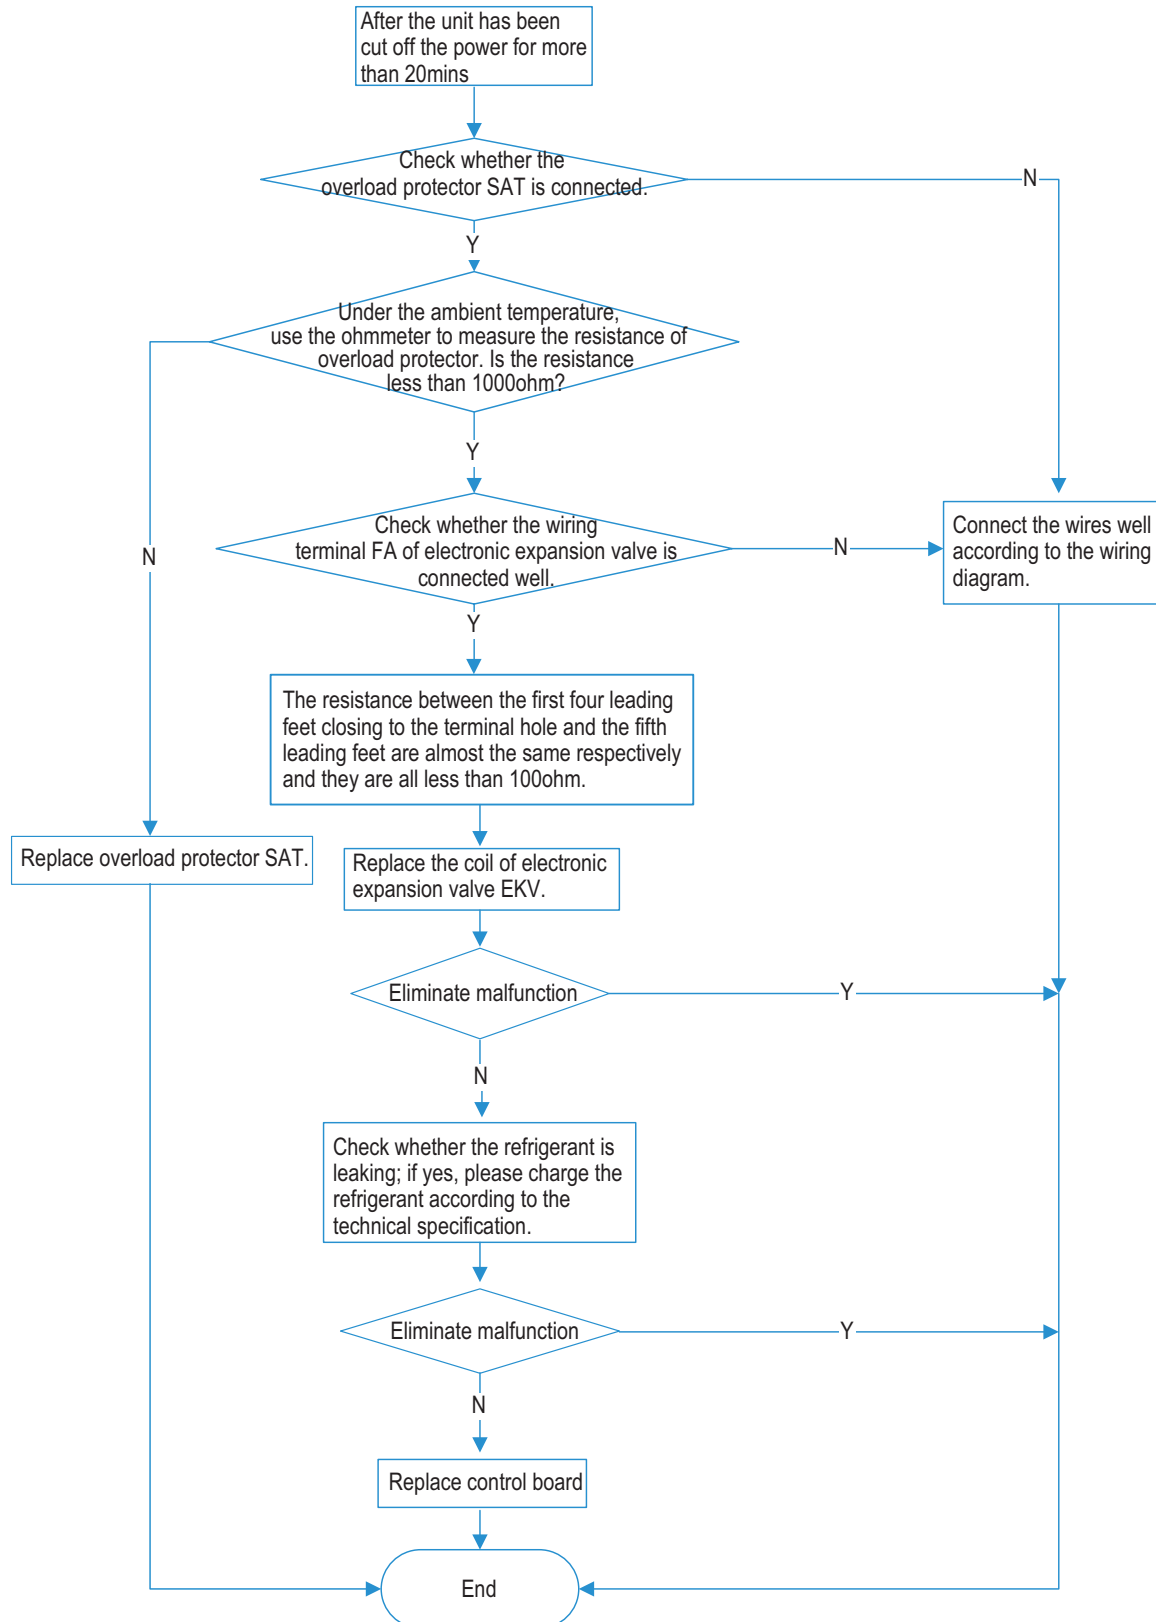 After the unit has been
cut off the power for more
than 20mins
Check whether the
overload protector SAT is connected.
N
Y
Under the ambient temperature,
use the ohmmeter to measure the resistance of
overload protector. Is the resistance
less than 1000ohm?
Y
N
Check whether the wiring
terminal FA of electronic expansion valve is
connected well.
N
Connect the wires well
according to the wiring
diagram.
Y
The resistance between the first four leading
feet closing to the terminal hole and the fifth
leading feet are almost the same respectively
and they are all less than 100ohm.
Replace overload protector SAT.
Replace the coil of electronic
expansion valve EKV.
Eliminate malfunction
Y
N
Check whether the refrigerant is
leaking; if yes, please charge the
refrigerant according to the
technical specification.
Eliminate malfunction
Y
N
Replace control board
End